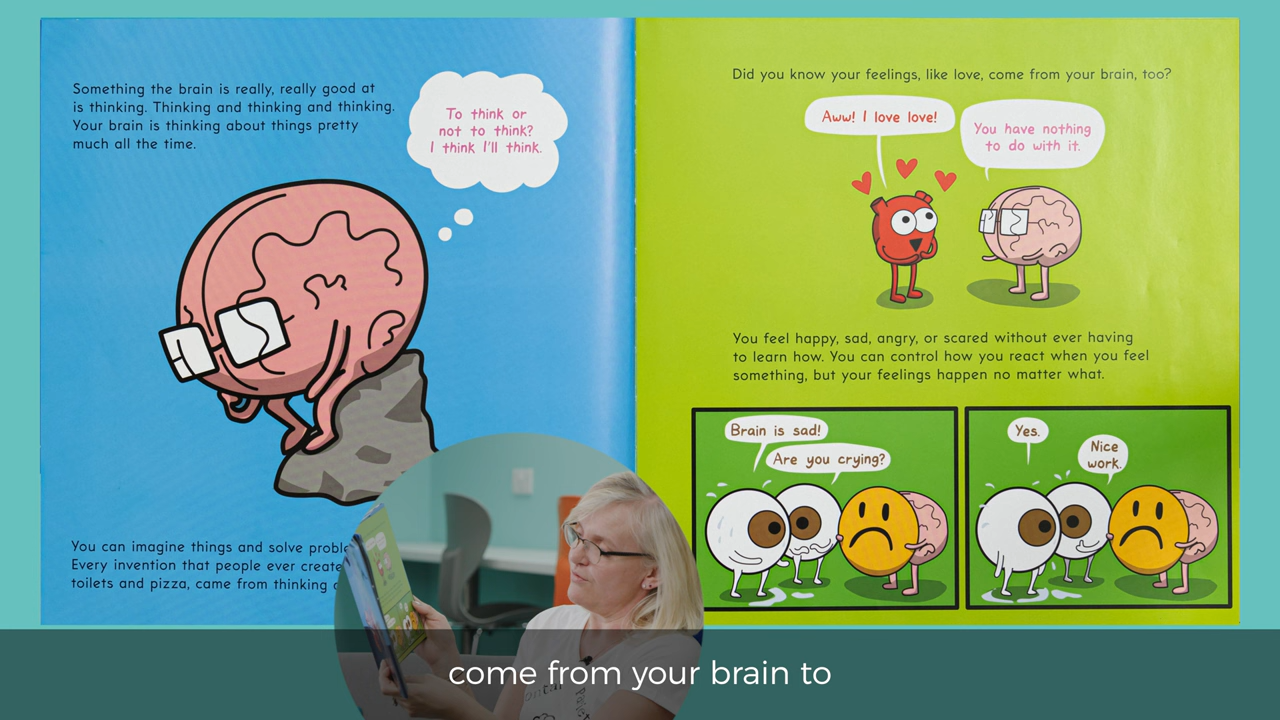 Something the brain is really, really good at
is thinking. Thinking and thinking and thinking.
Your brain is thinking about things pretty
much all the time.
To think or
not to think?
I think I'll think.
You can imagine things and solve
Every invention that people ever
toilets and pizza, came from thinking
Did you know your feelings, like love, come from your brain, too?
Aww! I love love!
You have nothing
to do with it.
You feel happy, sad, angry, or scared without ever having
to learn how. You can control how you react when you feel
something, but your feelings happen no matter what.
Brain is sad!
Are you crying?
Yes.
Nice
work.
come from your brain to